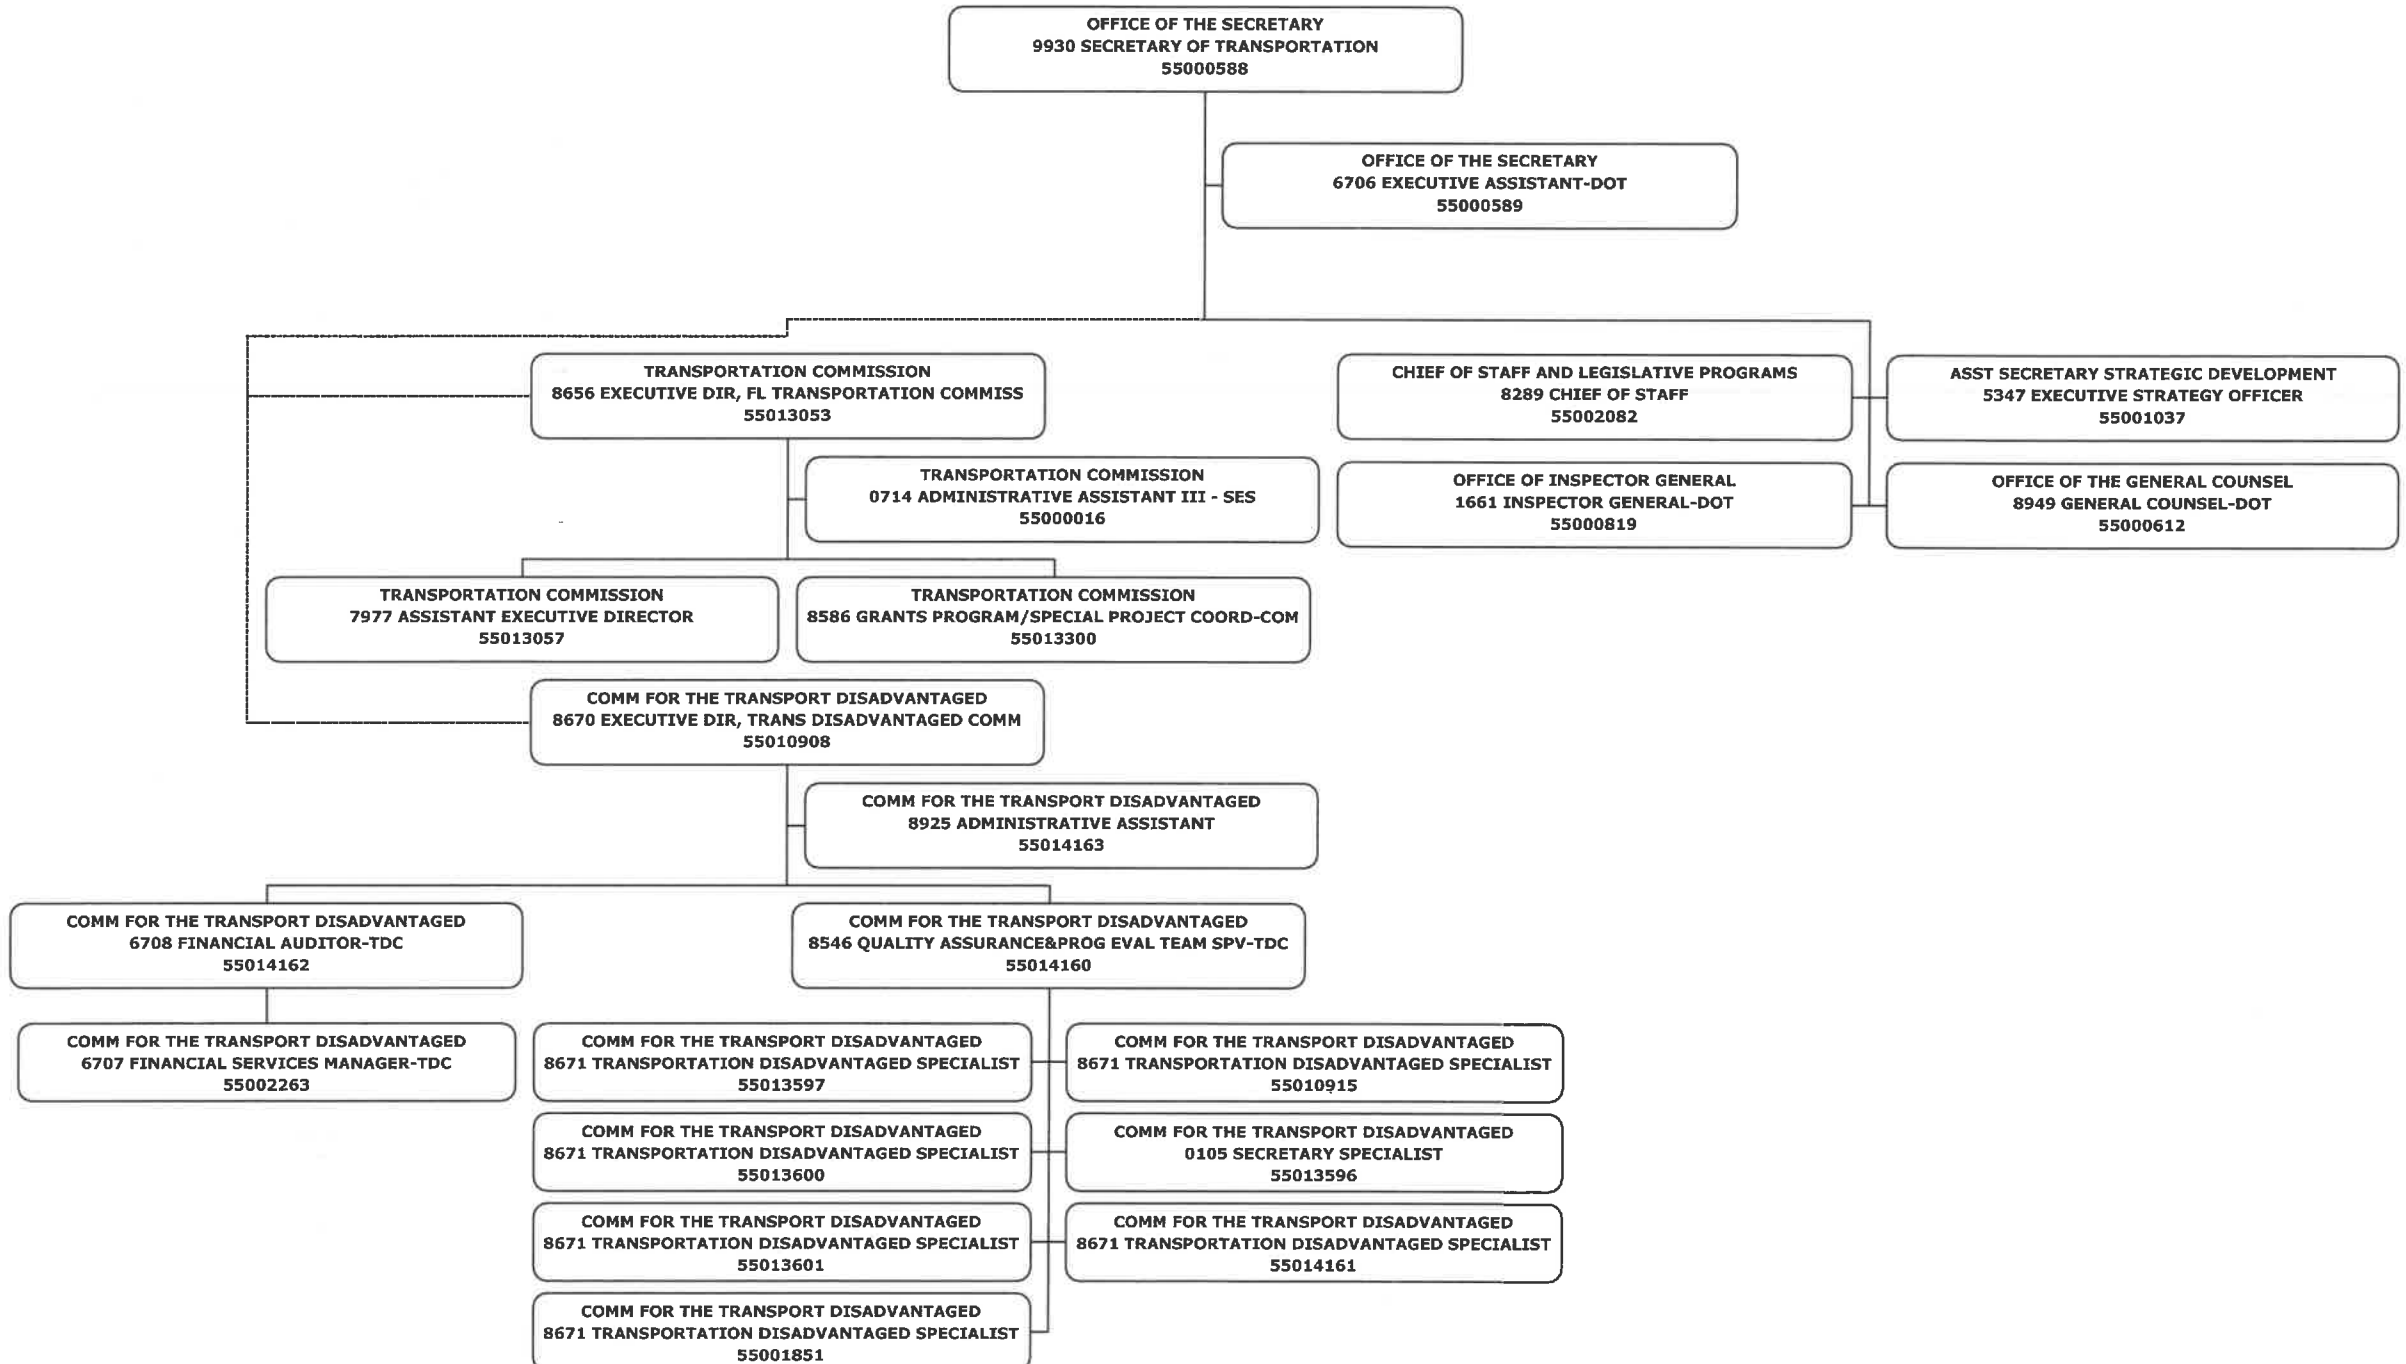 OFFICE OF THE SECRETARY
9930 SECRETARY OF TRANSPORTATION
55000588
OFFICE OF THE SECRETARY
6706 EXECUTIVE ASSISTANT-DOT
55000589
TRANSPORTATION COMMISSION
8656 EXECUTIVE DIR, FL TRANSPORTATION COMMISS
55013053
CHIEF OF STAFF AND LEGISLATIVE PROGRAMS
8289 CHIEF OF STAFF
55002082
ASST SECRETARY STRATEGIC DEVELOPMENT
5347 EXECUTIVE STRATEGY OFFICER
55001037
TRANSPORTATION COMMISSION
0714 ADMINISTRATIVE ASSISTANT III - SES
55000016
OFFICE OF INSPECTOR GENERAL
1661 INSPECTOR GENERAL-DOT
55000819
OFFICE OF THE GENERAL COUNSEL
8949 GENERAL COUNSEL-DOT
55000612
TRANSPORTATION COMMISSION
7977 ASSISTANT EXECUTIVE DIRECTOR
55013057
TRANSPORTATION COMMISSION
8586 GRANTS PROGRAM/SPECIAL PROJECT COORD-COM
55013300
COMM FOR THE TRANSPORT DISADVANTAGED
8670 EXECUTIVE DIR, TRANS DISADVANTAGED COMM
55010908
COMM FOR THE TRANSPORT DISADVANTAGED
8925 ADMINISTRATIVE ASSISTANT
55014163
COMM FOR THE TRANSPORT DISADVANTAGED
6708 FINANCIAL AUDITOR-TDC
55014162
COMM FOR THE TRANSPORT DISADVANTAGED
8546 QUALITY ASSURANCE&PROG EVAL TEAM SPV-TDC
55014160
COMM FOR THE TRANSPORT DISADVANTAGED
6707 FINANCIAL SERVICES MANAGER-TDC
55002263
COMM FOR THE TRANSPORT DISADVANTAGED
8671 TRANSPORTATION DISADVANTAGED SPECIALIST
55013597
COMM FOR THE TRANSPORT DISADVANTAGED
8671 TRANSPORTATION DISADVANTAGED SPECIALIST
55010915
COMM FOR THE TRANSPORT DISADVANTAGED
8671 TRANSPORTATION DISADVANTAGED SPECIALIST
55013600
COMM FOR THE TRANSPORT DISADVANTAGED
0105 SECRETARY SPECIALIST
55013596
COMM FOR THE TRANSPORT DISADVANTAGED
8671 TRANSPORTATION DISADVANTAGED SPECIALIST
55013601
COMM FOR THE TRANSPORT DISADVANTAGED
8671 TRANSPORTATION DISADVANTAGED SPECIALIST
55014161
COMM FOR THE TRANSPORT DISADVANTAGED
8671 TRANSPORTATION DISADVANTAGED SPECIALIST
55001851